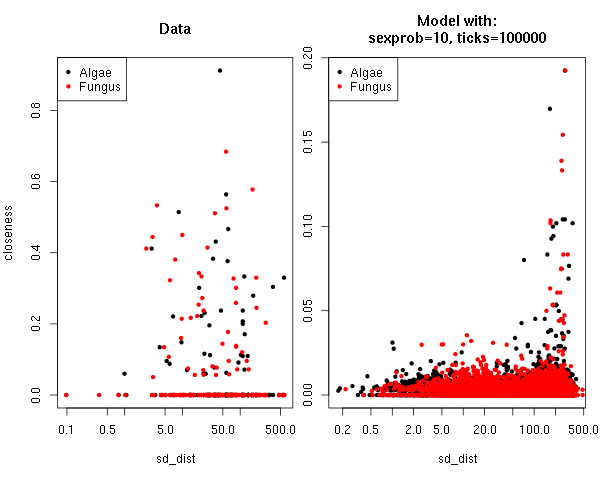 Data
Model with:
sexprob=10, ticks=100000
Algae
Fungus
Algae
Fungus
closeness
0.0
0.2
0.4
0.6
0.8
0.00
0.05
0.10
0.15
0.20
0.1 0.5 5.0 50.0 500.0
0.2 0.5 2.0 5.0 20.0 100.0 500.0
sd_dist
sd_dist